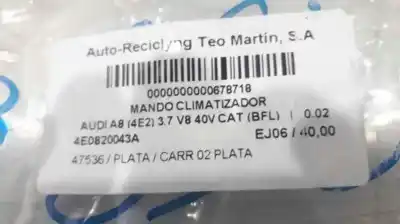 Auto-Reciclyng Teo Martin, S.A
0000000000678718
MANDO CLIMATIZADOR
AUDI A8 (4E2) 3.7 V8 40V CAT (BFL) | 0.02
4E0820043A EJ06 / 40,00
47536 / PLATA / CARR 02 PLATA